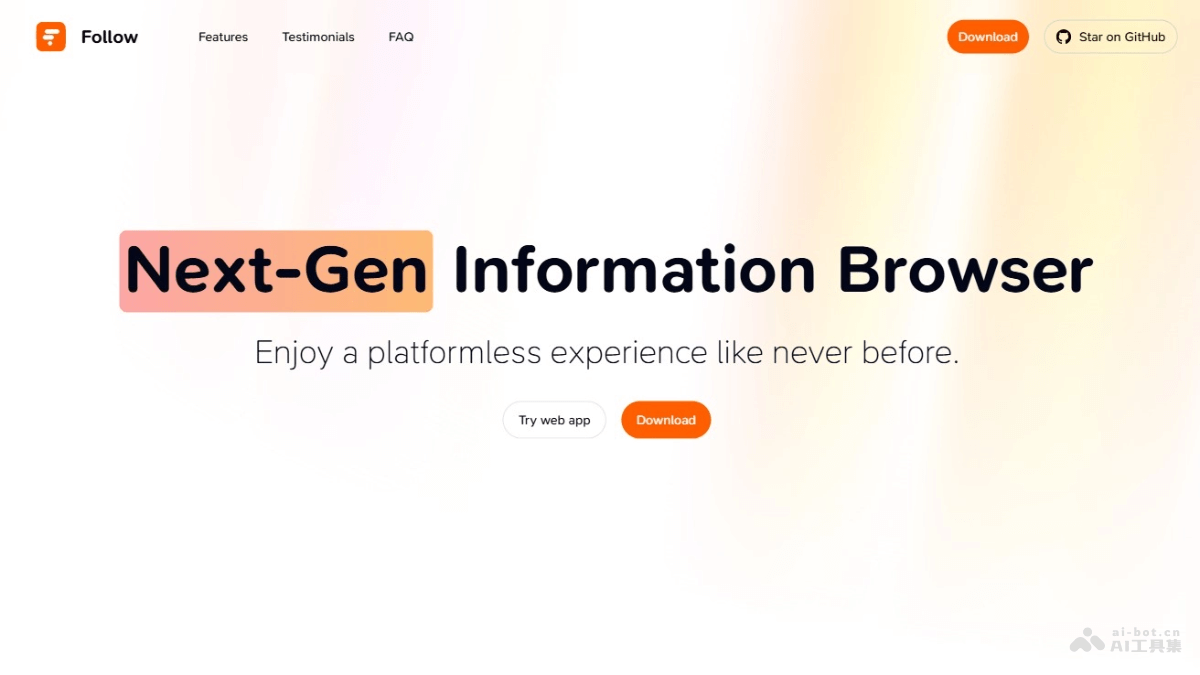 Follow
Features
Testimonials
FAQ
Download
Star on GitHub
Next-Gen Information Browser
Enjoy a platformless experience like never before.
Try web app
Download
ai-bot.cn
AI工具集